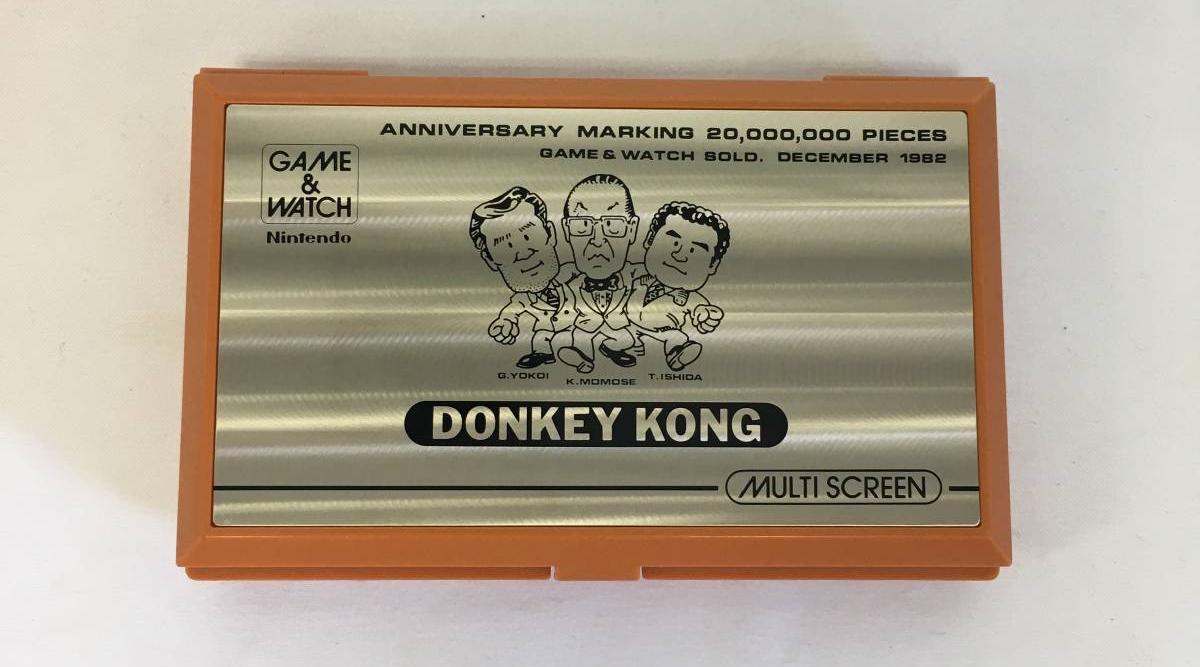 ANNIVERSARY MARKING 20,000,000 PIECES
GAME & WATCH SOLD. DECEMBER 1982
GAME
&
WATCH
Nintendo
G.YOKOI K.MOMOSE T.ISHIDA
DONKEY KONG
MULTI SCREEN